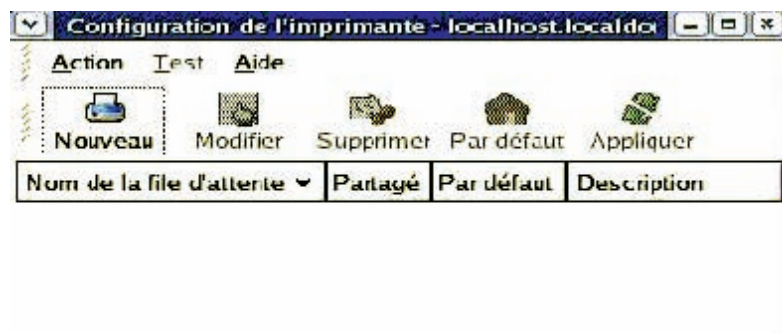 Configuration de l'imprimante - localhost.localdo
Action Test Aide
Nouveau Modifier Supprimer Par défaut Appliquer
Nom de la file d'attente Partagé Par défaut Description